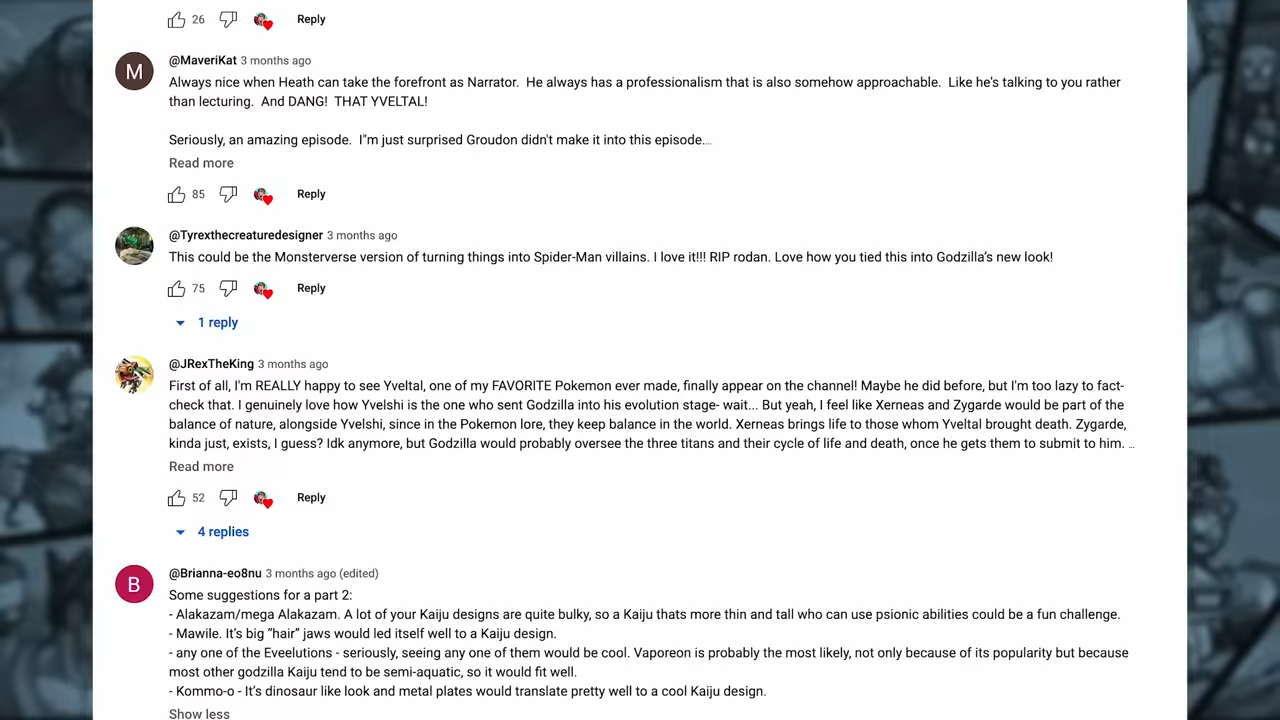 26 Reply
@MaveriKat 3 months ago
M
Always nice when Heath can take the forefront as Narrator. He always has a professionalism that is also somehow approachable. Like he's talking to you rather
than lecturing. And DANG! THAT YVELTAL!
Seriously, an amazing episode. I"m just surprised Groudon didn't make it into this episode....
Read more
85 Reply
@Tyrexthecreaturedesigner 3 months ago
This could be the Monsterverse version of turning things into Spider-Man villains. I love it!!! RIP rodan. Love how you tied this into Godzilla’s new look!
75 Reply
1 reply
@JRexTheKing 3 months ago
First of all, I'm REALLY happy to see Yveltal, one of my FAVORITE Pokemon ever made, finally appear on the channel! Maybe he did before, but I'm too lazy to fact-
check that. I genuinely love how Yvelshi is the one who sent Godzilla into his evolution stage- wait... But yeah, I feel like Xerneas and Zygarde would be part of the
balance of nature, alongside Yvelshi, since in the Pokemon lore, they keep balance in the world. Xerneas brings life to those whom Yveltal brought death. Zygarde,
kinda just, exists, I guess? Idk anymore, but Godzilla would probably oversee the three titans and their cycle of life and death, once he gets them to submit to him. ...
Read more
52 Reply
4 replies
@Brianna-eo8nu 3 months ago (edited)
B
Some suggestions for a part 2:
- Alakazam/mega Alakazam. A lot of your Kaiju designs are quite bulky, so a Kaiju thats more thin and tall who can use psionic abilities could be a fun challenge.
- Mawile. It’s big “hair” jaws would led itself well to a Kaiju design.
- any one of the Eveelutions - seriously, seeing any one of them would be cool. Vaporeon is probably the most likely, not only because of its popularity but because
most other godzilla Kaiju tend to be semi-aquatic, so it would fit well.
- Kommo-o - It’s dinosaur like look and metal plates would translate pretty well to a cool Kaiju design.
Show less